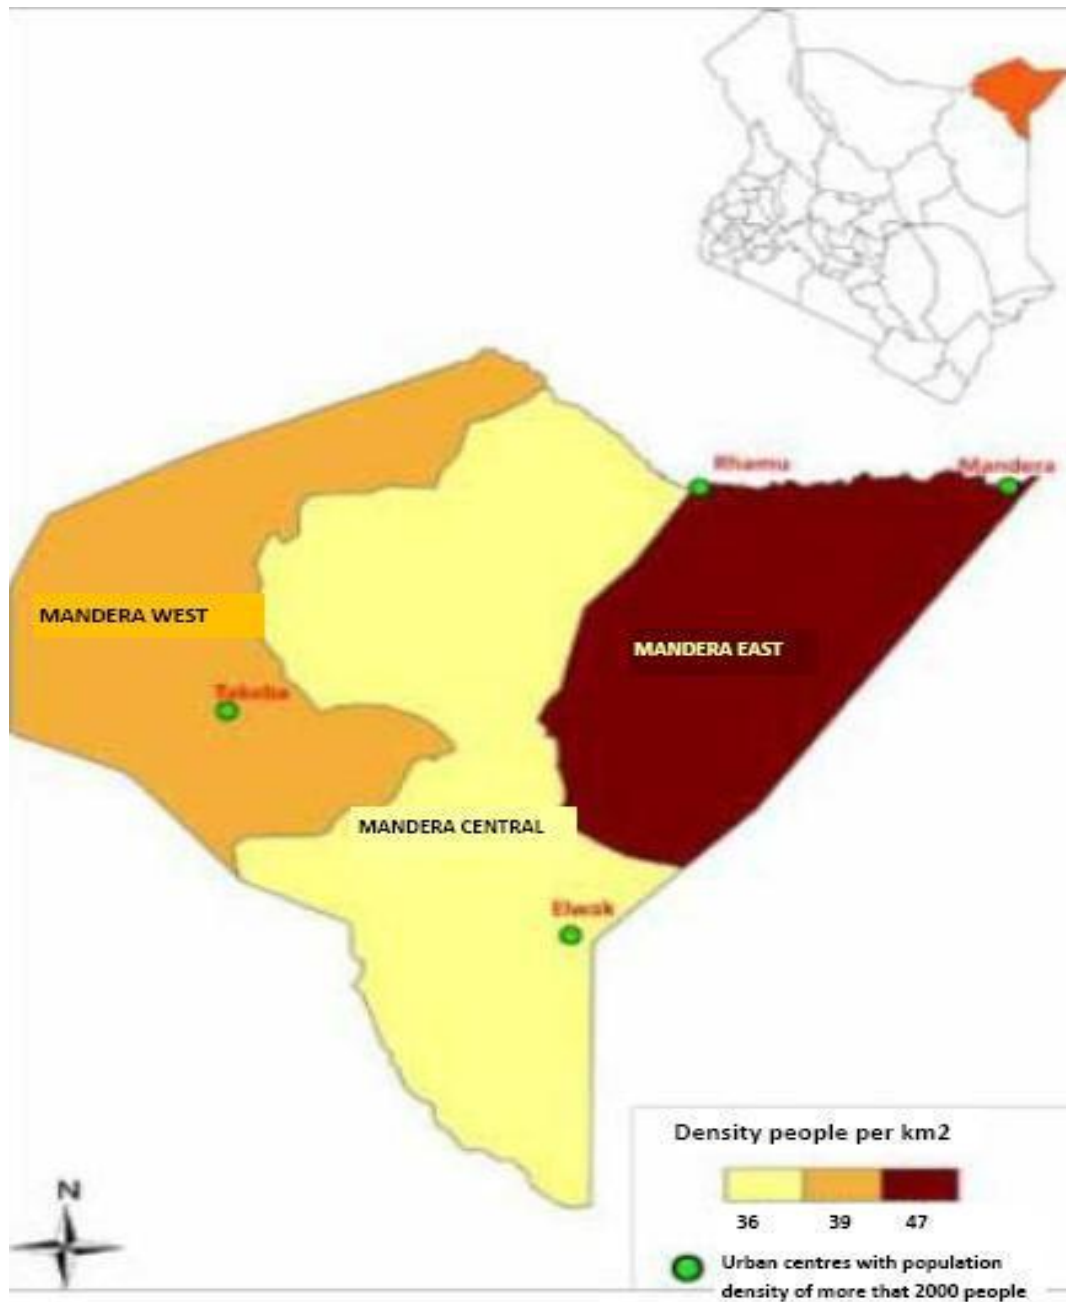 Rhamu
Mandera
MANDERA WEST
MANDERA EAST
Takaba
MANDERA CENTRAL
Elwak
Density people per km2
36 39 47
N
Urban centres with population
density of more that 2000 people